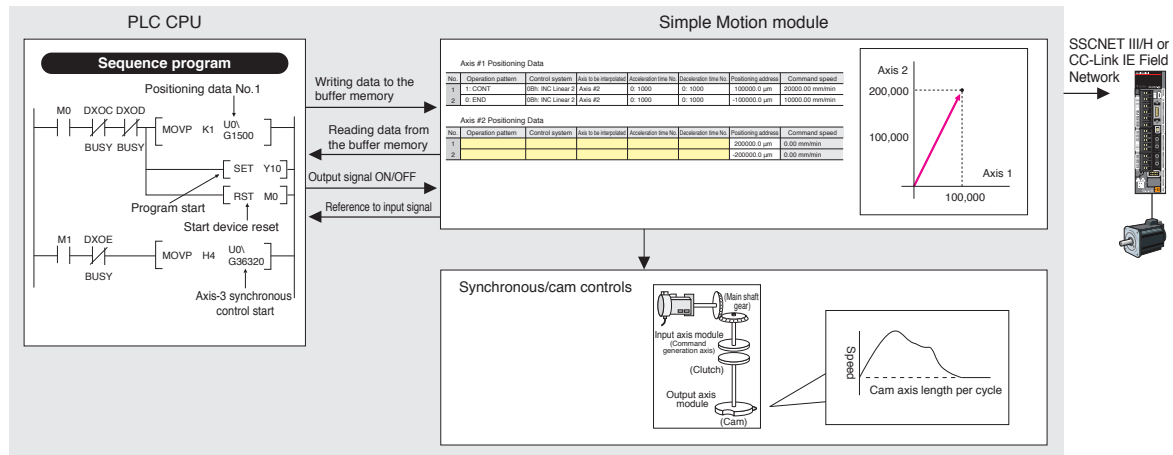 PLC CPU
Sequence program
Positioning data No.1
M0 DXOC DXOD
BUSY BUSY
MOVP K1 U0\
G1500
SET Y10
RST M0
Program start
Start device reset
M1 DXOE
BUSY
MOVP H4 U0\
G36320
Axis-3 synchronous
control start
Writing data to the
buffer memory
Reading data from
the buffer memory
Output signal ON/OFF
Reference to input signal
Simple Motion module
Axis #1 Positioning Data
No. Operation pattern Control system Axis to be interpolated Acceleration time No. Deceleration time No. Positioning address Command speed
1 1: CONT 0Bh: INC Linear 2 Axis #2 0: 1000 0: 1000 100000.0 µm 20000.00 mm/min
2 0: END 0Bh: INC Linear 2 Axis #2 0: 1000 0: 1000 -100000.0 µm 10000.00 mm/min
Axis #2 Positioning Data
No. Operation pattern Control system Axis to be interpolated Acceleration time No. Deceleration time No. Positioning address Command speed
1 200000.0 µm 0.00 mm/min
2 -200000.0 µm 0.00 mm/min
Axis 2
200,000
100,000
Axis 1
100,000
Synchronous/cam controls
(Main shaft
gear)
Input axis module
(Command
generation axis)
(Clutch)
Output axis
module
(Cam)
Speed
Cam axis length per cycle
SSCNET III/H or
CC-Link IE Field
Network